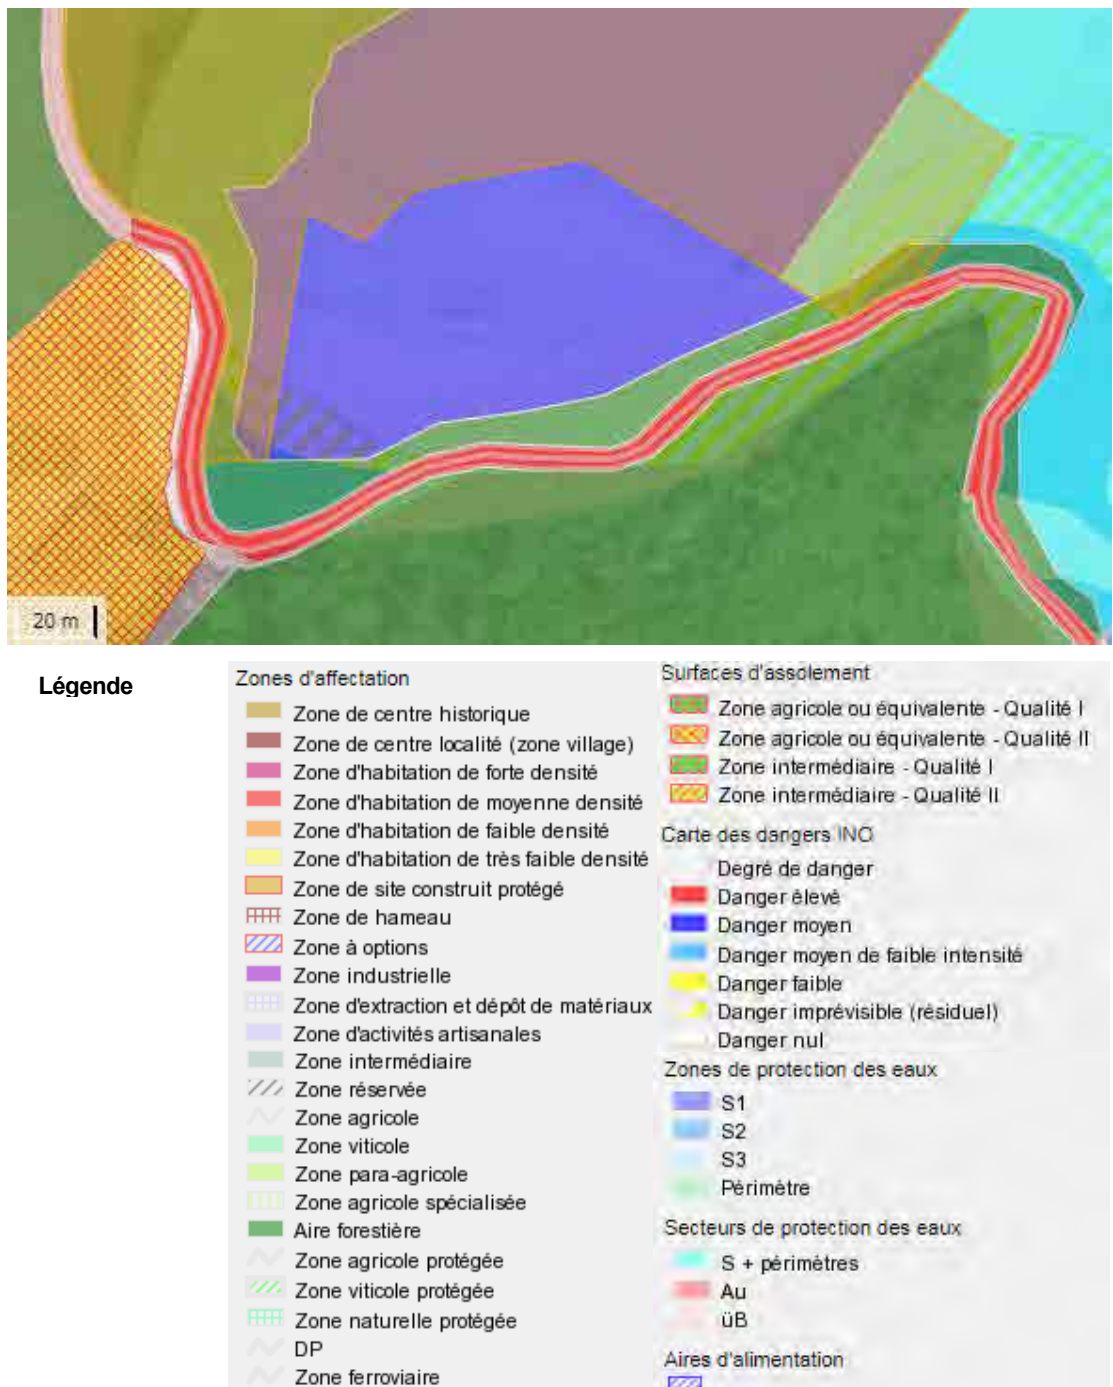 20 m
Légende
Zones d'affectation
Zone de centre historique
Zone de centre localité (zone village)
Zone d'habitation de forte densité
Zone d'habitation de moyenne densité
Zone d'habitation de faible densité
Zone d'habitation de très faible densité
Zone de site construit protégé
Zone de hameau
Zone à options
Zone industrielle
Zone d'extraction et dépôt de matériaux
Zone d'activités artisanales
Zone intermédiaire
Zone réservée
Zone agricole
Zone viticole
Zone para-agricole
Zone agricole spécialisée
Aire forestière
Zone agricole protégée
Zone viticole protégée
Zone naturelle protégée
DP
Zone ferroviaire
Surfaces d'assolement
Zone agricole ou équivalente - Qualité I
Zone agricole ou équivalente - Qualité II
Zone intermédiaire - Qualité I
Zone intermédiaire - Qualité II
Carte des dangers INO
Degré de danger
Danger élevé
Danger moyen
Danger moyen de faible intensité
Danger faible
Danger imprévisible (résiduel)
Danger nul
Zones de protection des eaux
S1
S2
S3
Périmètre
Secteurs de protection des eaux
S + périmètres
Au
üB
Aires d'alimentation